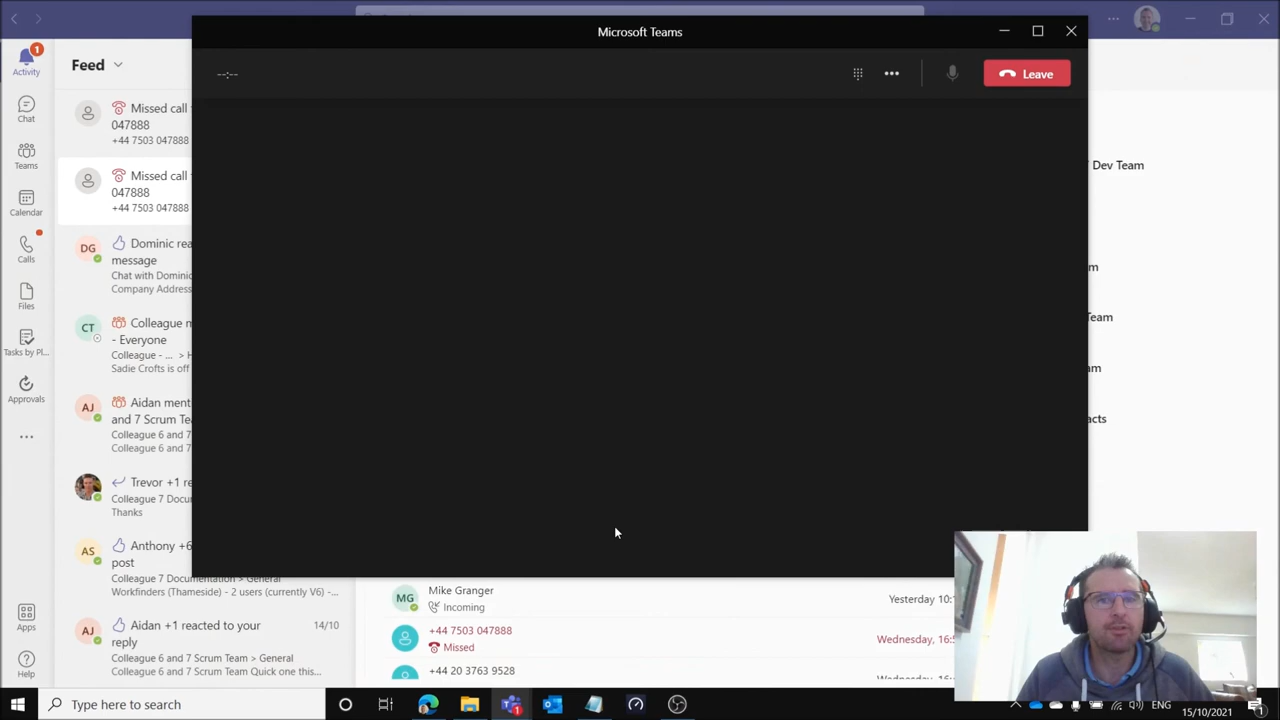 Microsoft Teams
--:--
Leave
1
Activity
Chat
Teams
Calendar
Calls
Files
Tasks by Pl...
Approvals
Apps
Help
Feed
Missed call
047888
+44 7503 047888
Missed call
047888
+44 7503 047888
DG
Dominic rea
message
Chat with Dominic
Company Address
CT
Colleague m
- Everyone
Colleague - ... > H
Sadie Crofts is off
AJ
Aidan ment
and 7 Scrum Te
Colleague 6 and 7
Colleague 6 and 7
Trevor +1 re
Colleague 7 Docu
Thanks
AS
Anthony +6
post
Colleague 7 Documentation > General
Workfinders (Thameside) - 2 users (currently V6) - ...
AJ
Aidan +1 reacted to your
reply
14/10
Colleague 6 and 7 Scrum Team > General
Colleague 6 and 7 Scrum Team Quick one this...
Dev Team
m
Team
m
acts
MG
Mike Granger
Incoming
Yesterday 10:1
+44 7503 047888
Missed
Wednesday, 16:5
+44 20 3763 9528
Type here to search
1
ENG
15/10/2021
1